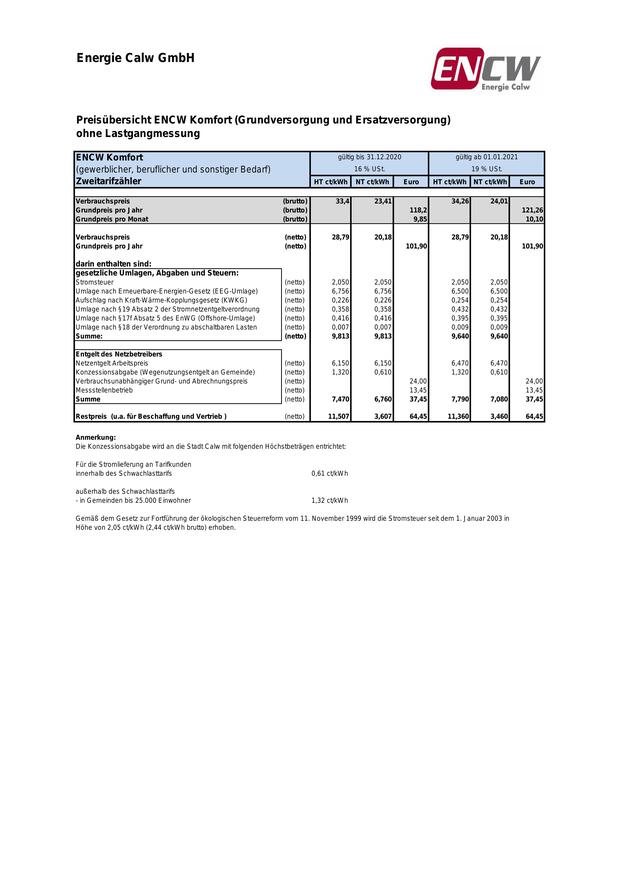 Energie Calw GmbH
ENCW
Energie Calw
Preisübersicht ENCW Komfort (Grundversorgung und Ersatzversorgung)
ohne Lastgangmessung
ENCW Komfort gültig bis 31.12.2020 gültig ab 01.01.2021
(gewerblicher, beruflicher und sonstiger Bedarf) 16 % USt. 19 % USt.
Zweitarifzähler HT ct/kWh NT ct/kWh Euro HT ct/kWh NT ct/kWh Euro
Verbrauchspreis (brutto) 33,4 23,41 34,26 24,01
Grundpreis pro Jahr (brutto) 118,2 121,26
Grundpreis pro Monat (brutto) 9,85 10,10
Verbrauchspreis (netto) 28,79 20,18 28,79 20,18
Grundpreis pro Jahr (netto) 101,90 101,90
darin enthalten sind:
gesetzliche Umlagen, Abgaben und Steuern:
Stromsteuer (netto) 2,050 2,050 2,050 2,050
Umlage nach Erneuerbare-Energien-Gesetz (EEG-Umlage) (netto) 6,756 6,756 6,500 6,500
Aufschlag nach Kraft-Wärme-Kopplungsgesetz (KWKG) (netto) 0,226 0,226 0,254 0,254
Umlage nach §19 Absatz 2 der Stromnetzentgeltverordnung (netto) 0,358 0,358 0,432 0,432
Umlage nach §17f Absatz 5 des EnWG (Offshore-Umlage) (netto) 0,416 0,416 0,395 0,395
Umlage nach §18 der Verordnung zu abschaltbaren Lasten (netto) 0,007 0,007 0,009 0,009
Summe: (netto) 9,813 9,813 9,640 9,640
Entgelt des Netzbetreibers
Netzentgelt Arbeitspreis (netto) 6,150 6,150 6,470 6,470
Konzessionsabgabe (Wegenutzungsentgelt an Gemeinde) (netto) 1,320 0,610 1,320 0,610
Verbrauchsunabhängiger Grund- und Abrechnungspreis (netto) 24,00 24,00
Messstellenbetrieb (netto) 13,45 13,45
Summe (netto) 7,470 6,760 37,45 7,790 7,080 37,45
Restpreis (u.a. für Beschaffung und Vertrieb ) (netto) 11,507 3,607 64,45 11,360 3,460 64,45
Anmerkung:
Die Konzessionsabgabe wird an die Stadt Calw mit folgenden Höchstbeträgen entrichtet:
Für die Stromlieferung an Tarifkunden
innerhalb des Schwachlasttarifs 0,61 ct/kWh
außerhalb des Schwachlasttarifs
- in Gemeinden bis 25.000 Einwohner 1,32 ct/kWh
Gemäß dem Gesetz zur Fortführung der ökologischen Steuerreform vom 11. November 1999 wird die Stromsteuer seit dem 1. Januar 2003 in
Höhe von 2,05 ct/kWh (2,44 ct/kWh brutto) erhoben.